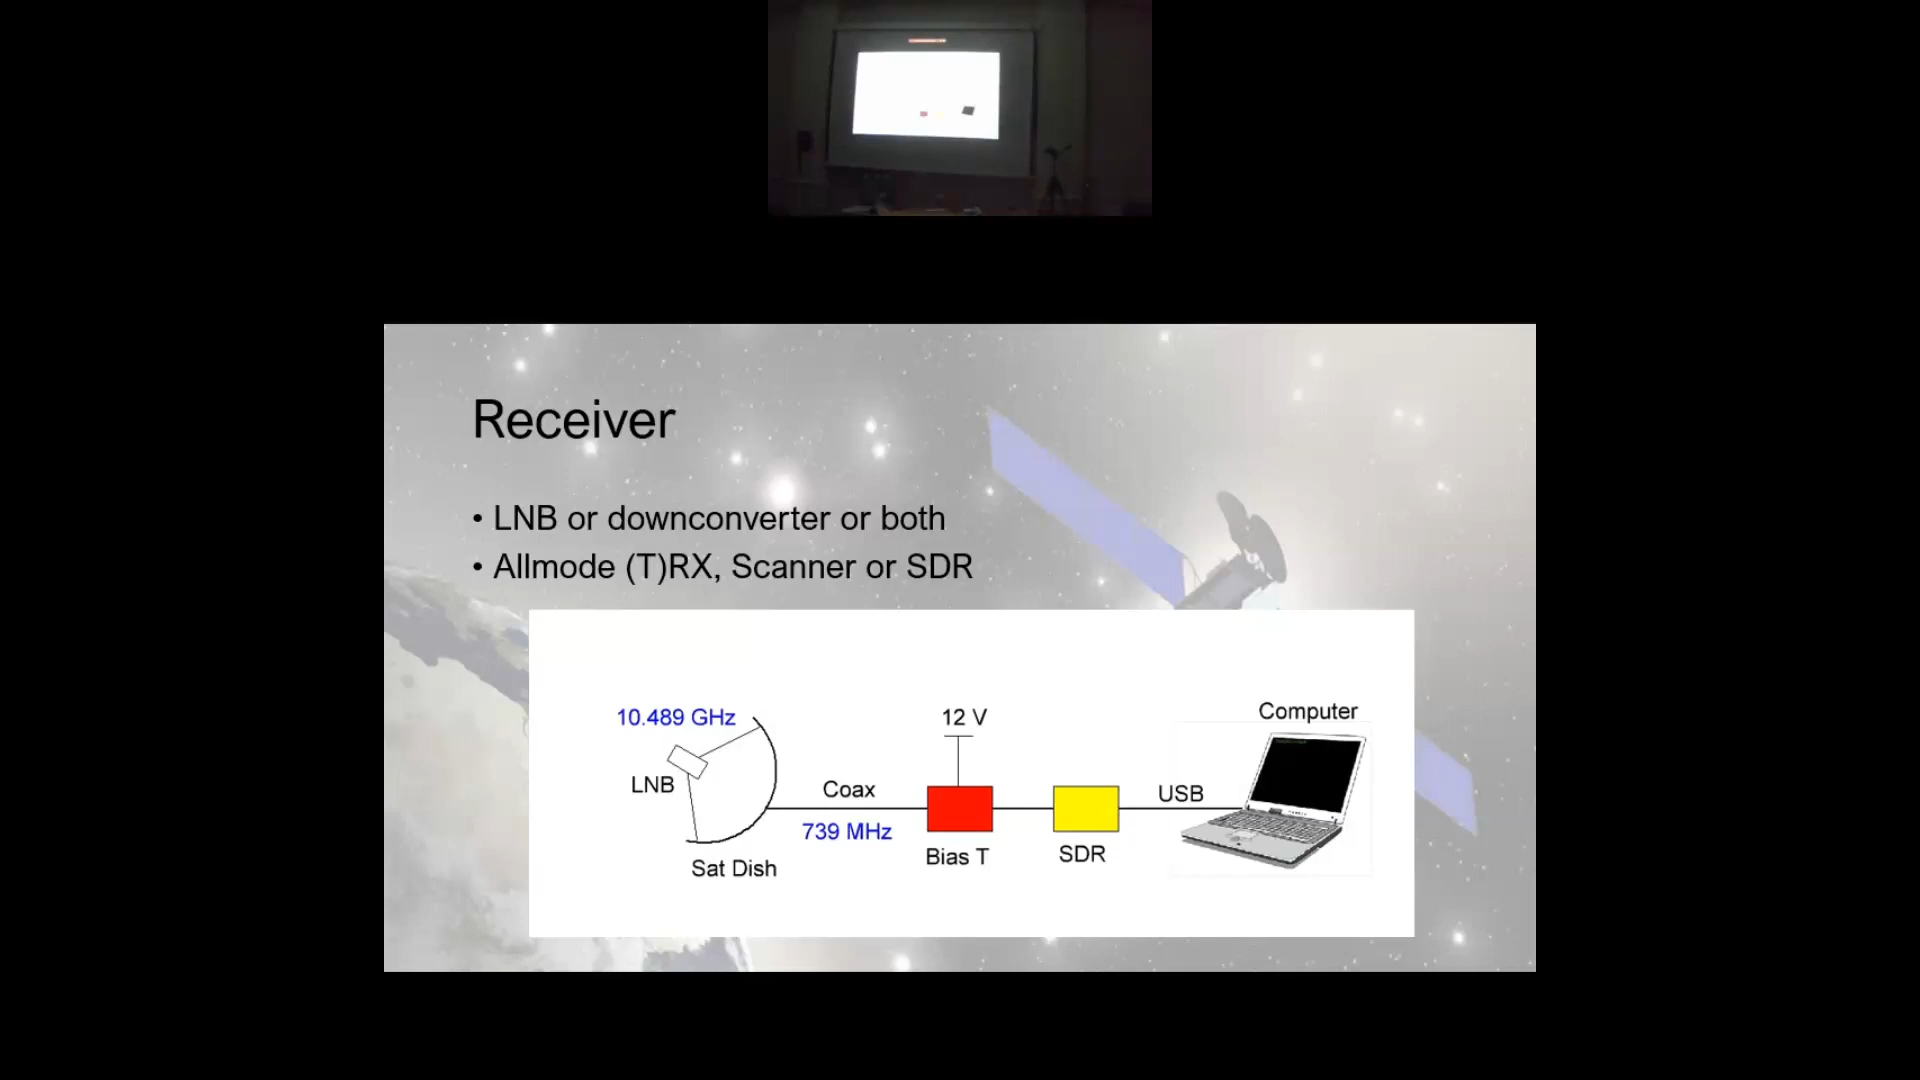 Receiver
• LNB or downconverter or both
• Allmode (T)RX, Scanner or SDR
10.489 GHz
12 V
Computer
LNB
Coax
USB
739 MHz
Bias T
SDR
Sat Dish